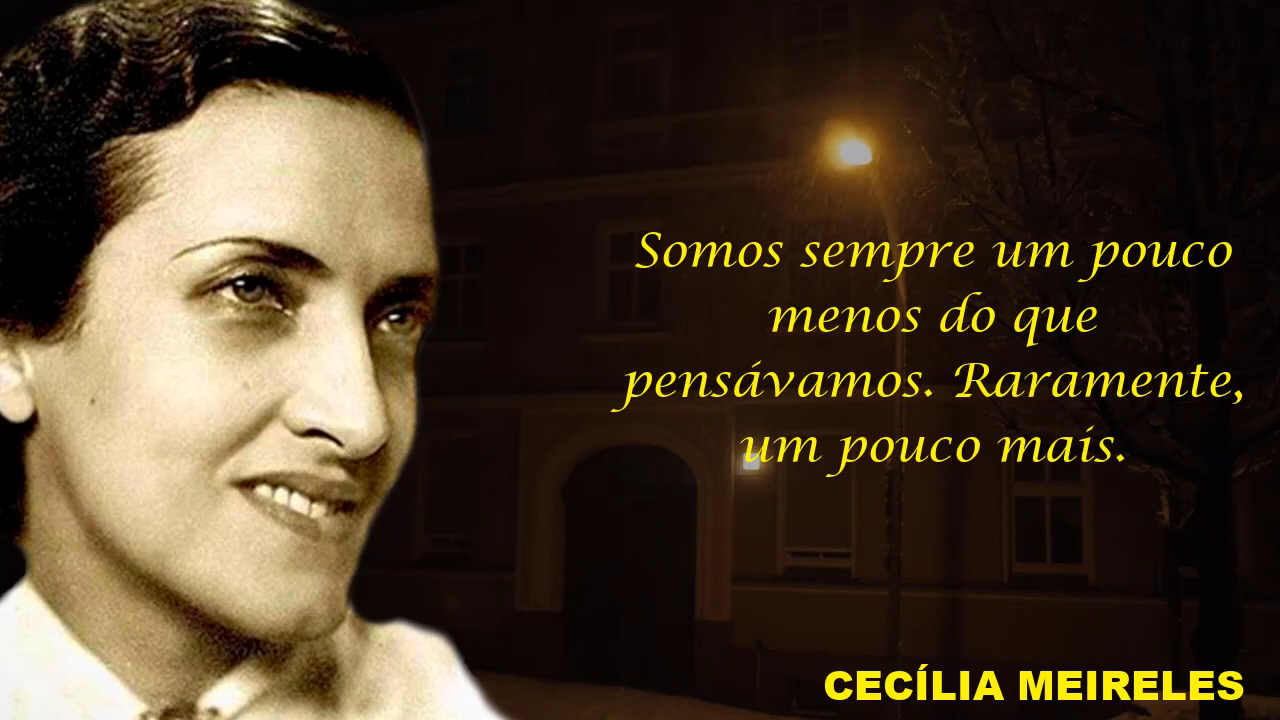 Somos sempre um pouco
menos do que
pensávamos. Raramente,
um pouco mais.
CECÍLIA MEIRELES